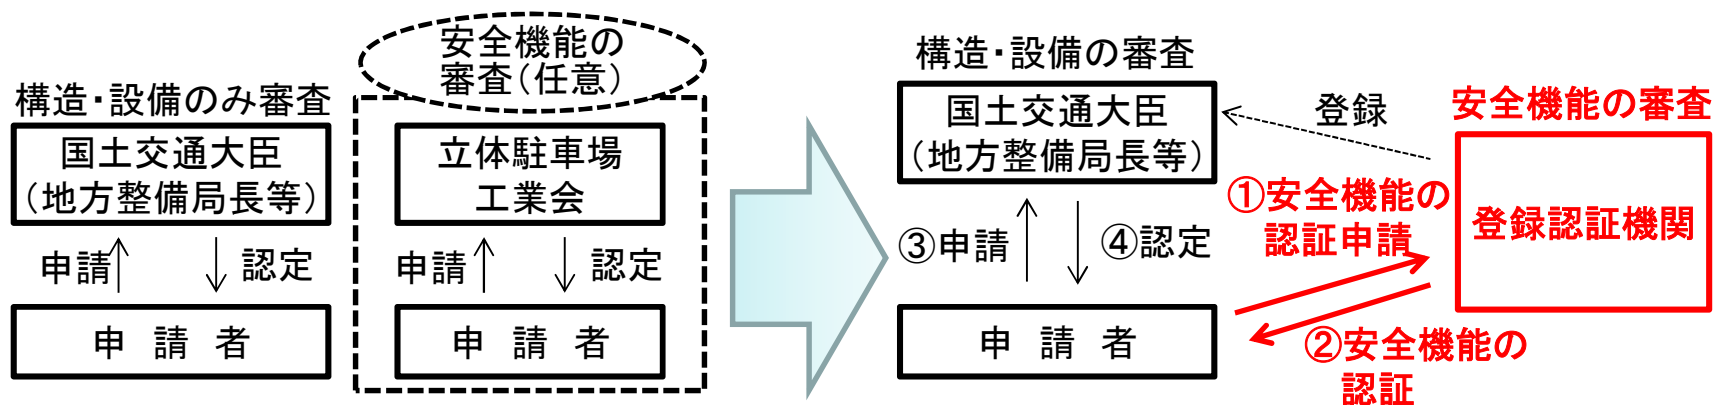 構造・設備のみ審査
国土交通大臣
（地方整備局長等）
申請
認定
申 請 者
安全機能の
審査（任意）
立体駐車場
工業会
申請
認定
申 請 者
構造・設備の審査
国土交通大臣
（地方整備局長等）
③申請
④認定
申 請 者
登録
安全機能の審査
登録認証機関
①安全機能の
認証申請
②安全機能の
認証